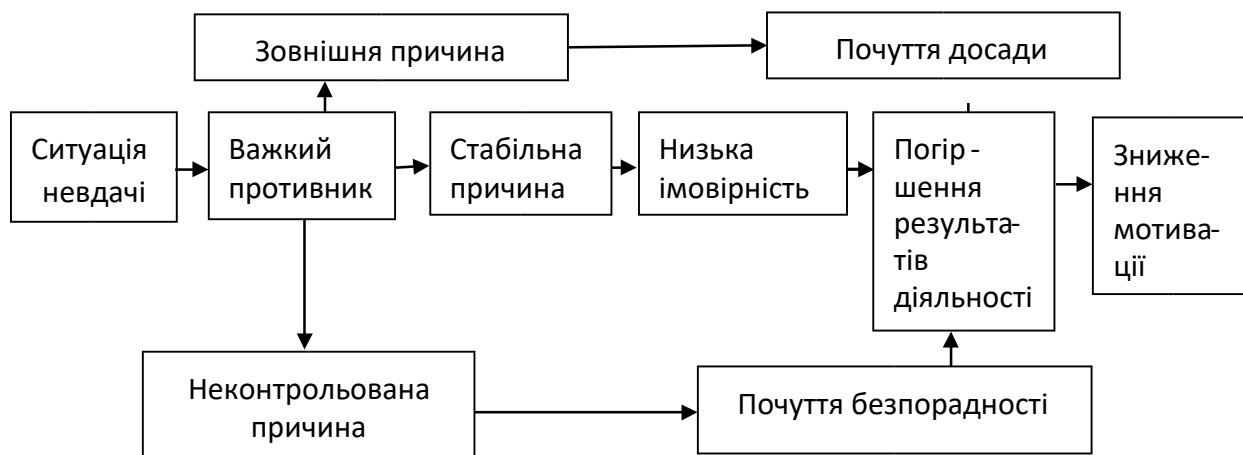 Зовнішня причина
Почуття досади
Ситуація
невдачі
Важкий
противник
Стабільна
причина
Низька
імовірність
Погір -
шення
результа-
тів
діяльності
Зниже-
ння
мотива-
ції
Неконтрольована
причина
Почуття безпорадності